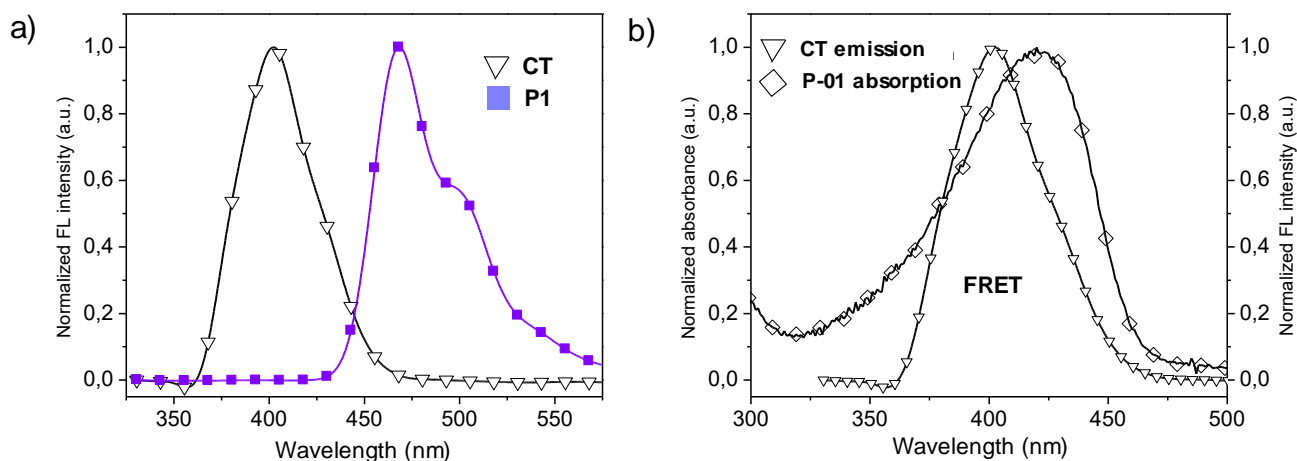 a)
1,0
0,8
0,6
0,4
0,2
0,0
350 400 450 500 550
Wavelength (nm)
Normalized FL intensity (a.u.)
CT
P1
b)
1,0
0,8
0,6
0,4
0,2
0,0
300 350 400 450 500
Wavelength (nm)
Normalized absorbance (a.u.)
CT emission
P-01 absorption
FRET
1,0
0,8
0,6
0,4
0,2
0,0
Normalized FL intensity (a.u.)